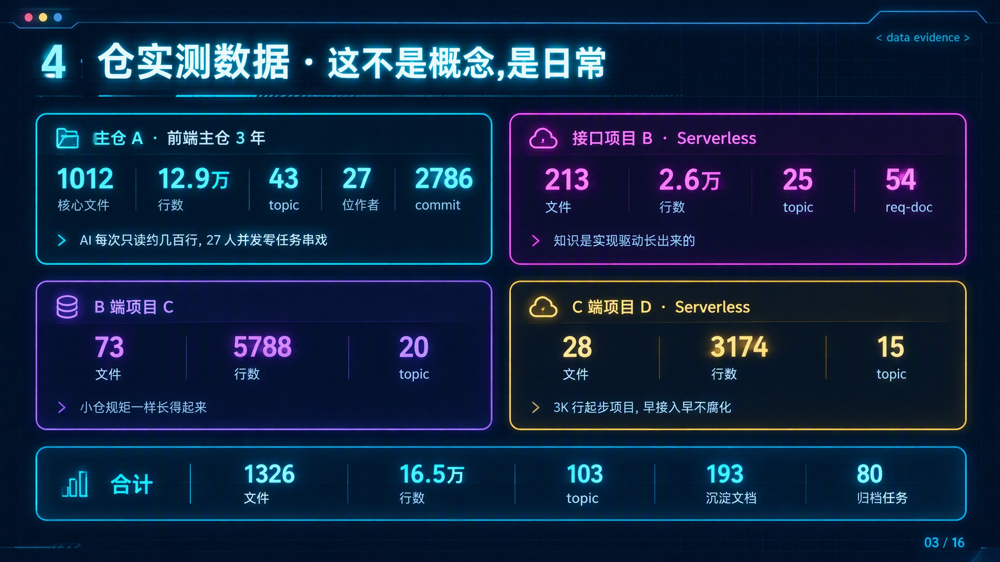 < data evidence >
4 仓实测数据 · 这不是概念,是日常
主仓 A · 前端主仓 3 年
1012 12.9万 43 27 2786
核心文件 行数 topic 位作者 commit
> AI 每次只读约几百行, 27 人并发零任务串戏
接口项目 B · Serverless
213 2.6万 25 54
文件 行数 topic req-doc
> 知识是实现驱动长出来的
B 端项目 C
73 5788 20
文件 行数 topic
> 小仓规矩一样长得起来
C 端项目 D · Serverless
28 3174 15
文件 行数 topic
> 3K 行起步项目, 早接入早不腐化
合计
1326 16.5万 103 193 80
文件 行数 topic 沉淀文档 归档任务
03 / 16